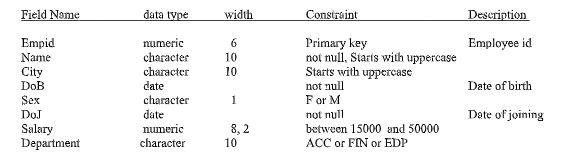 Field Name data type width Constraint Description
Empid numeric 6 Primary key Employee id
Name character 10 not null, Starts with uppercase
City character 10 Starts with uppercase
DoB date not null Date of birth
Sex character 1 F or M
DoJ date not null Date of joining
Salary numeric 8, 2 between 15000 and 50000
Department character 10 ACC or FIN or EDP